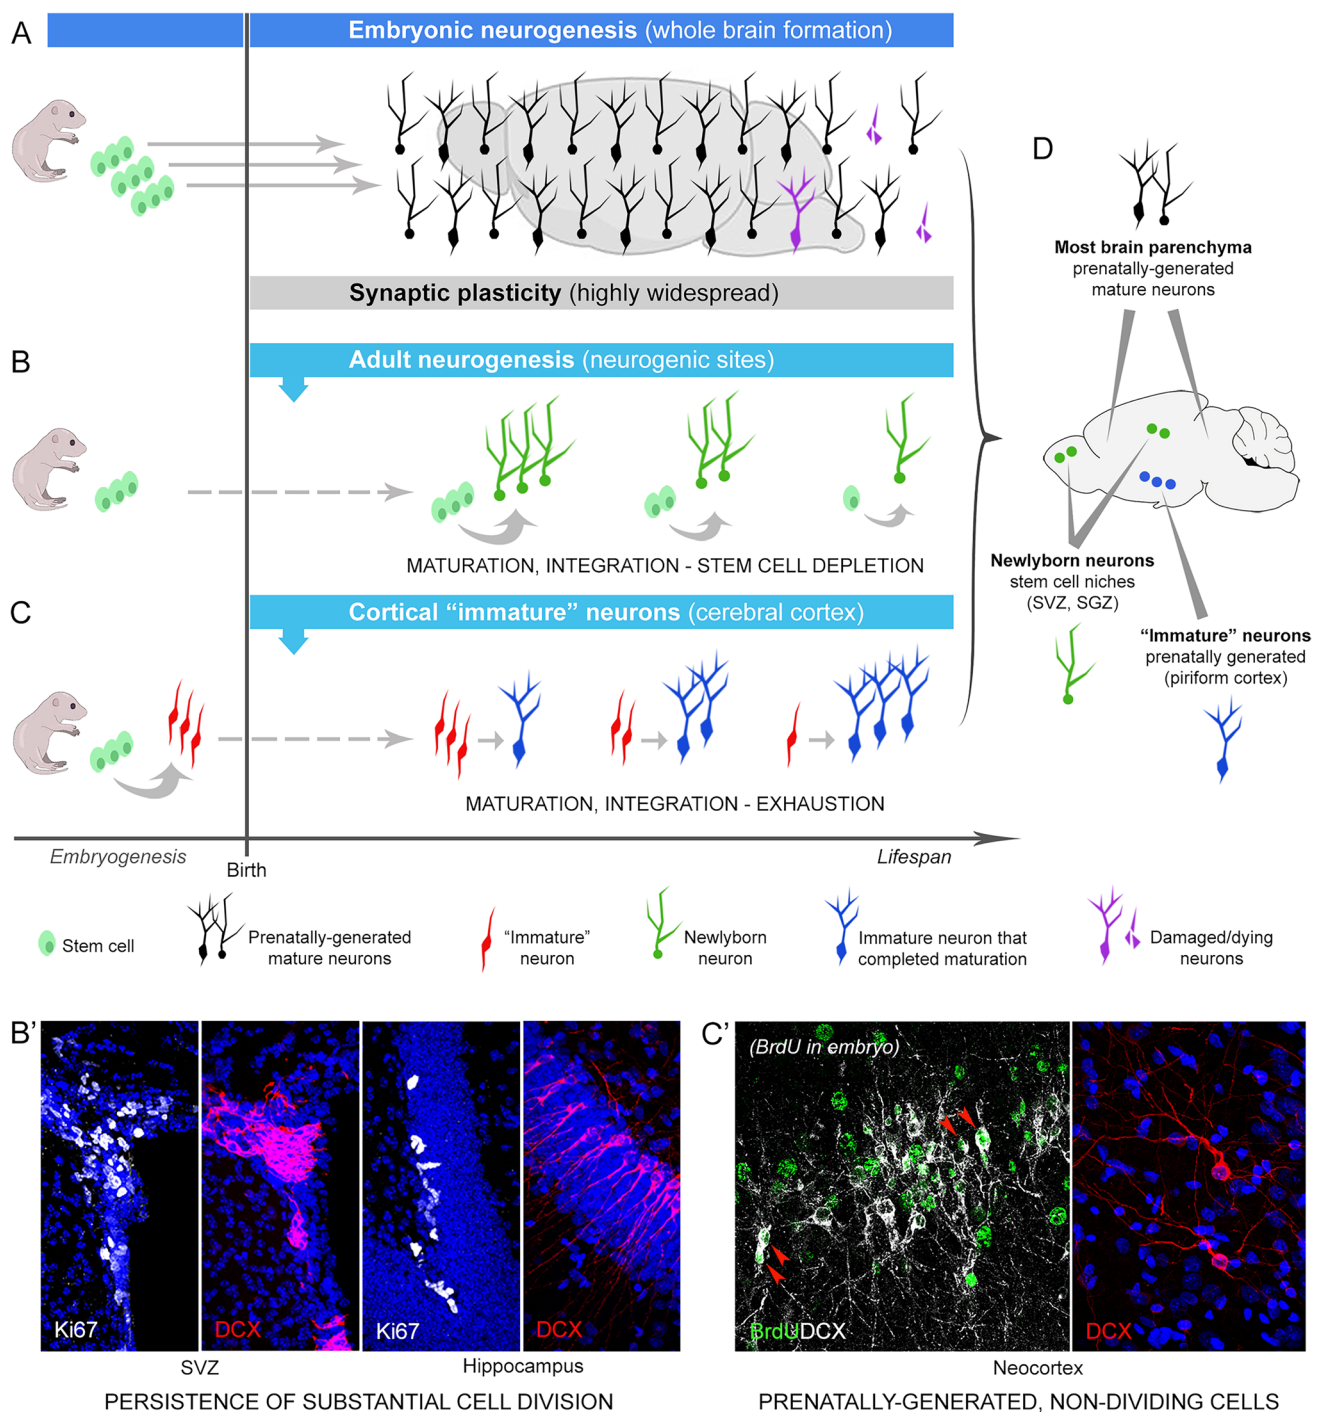 A
Embryonic neurogenesis (whole brain formation)
Synaptic plasticity (highly widespread)
B
Adult neurogenesis (neurogenic sites)
MATURATION, INTEGRATION - STEM CELL DEPLETION
C
Cortical “immature” neurons (cerebral cortex)
MATURATION, INTEGRATION - EXHAUSTION
Embryogenesis
Birth
Lifespan
D
Most brain parenchyma
prenatally-generated
mature neurons
Newlyborn neurons
stem cell niches
(SVZ, SGZ)
“Immature” neurons
prenatally generated
(piriform cortex)
Stem cell
Prenatally-generated
mature neurons
“Immature”
neuron
Newlyborn
neuron
Immature neuron that
completed maturation
Damaged/dying
neurons
B’
Ki67
DCX
Ki67
DCX
SVZ
Hippocampus
PERSISTENCE OF SUBSTANTIAL CELL DIVISION
C’
(BrdU in embryo)
BrdU DCX
DCX
Neocortex
PRENATALLY-GENERATED, NON-DIVIDING CELLS